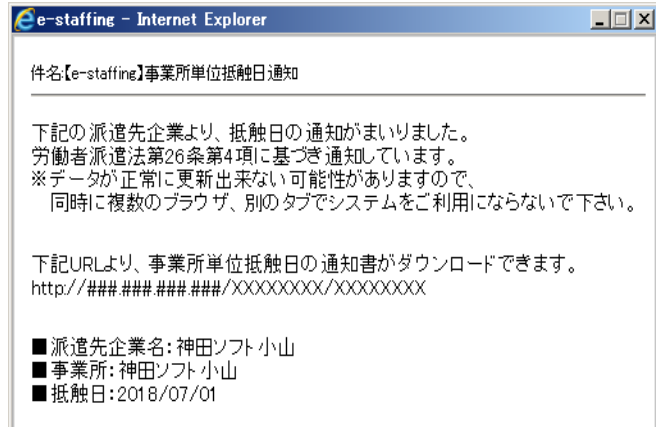 e-staffing - Internet Explorer
件名:【e-staffing】事業所単位抵触日通知
下記の派遣先企業より、抵触日の通知がまいりました。
労働者派遣法第26条第4項に基づき通知しています。
※データが正常に更新出来ない可能性がありますので、
同時に複数のブラウザ、別のタブでシステムをご利用にならないで下さい。
下記URLより、事業所単位抵触日の通知書がダウンロードできます。
http://###.###.###.###/XXXXXXXX/XXXXXXXX
■派遣先企業名:神田ソフト小山
■事業所:神田ソフト小山
■抵触日:2018/07/01